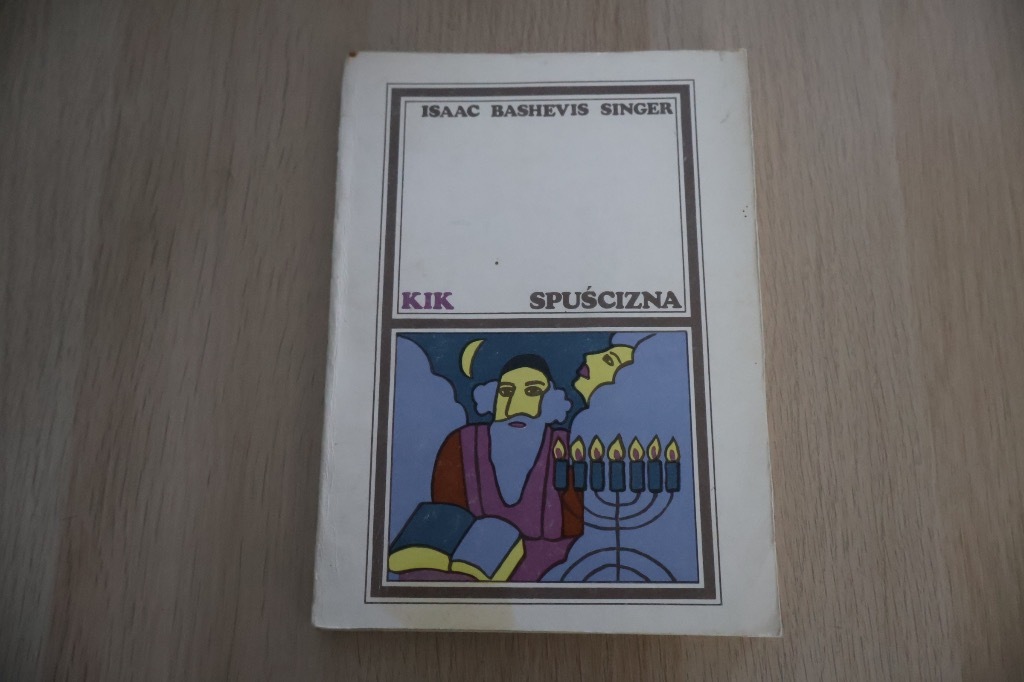 ISAAC BASHEVIS SINGER
KIK SPUŚCIZNA